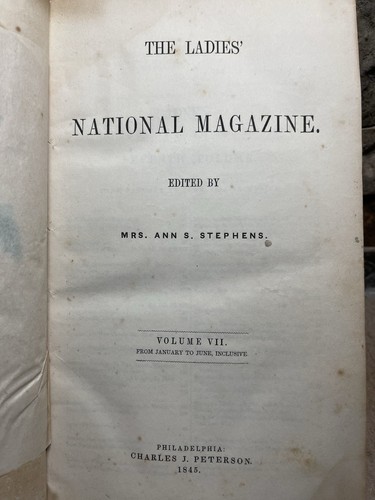 THE LADIES'
NATIONAL MAGAZINE.
EDITED BY
MRS. ANN S. STEPHENS.
VOLUME VII.
FROM JANUARY TO JUNE, INCLUSIVE.
PHILADELPHIA:
CHARLES J. PETERSON.
1845.